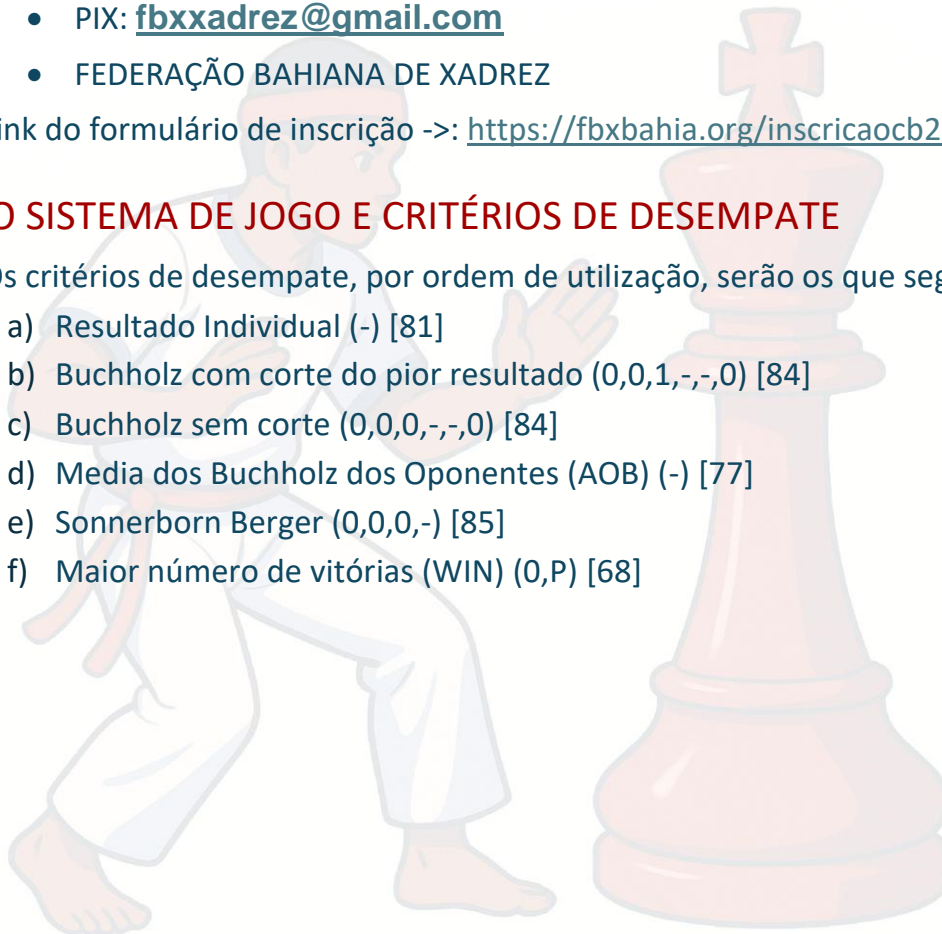 • PIX: fbxxadrez@gmail.com
• FEDERAÇÃO BAHIANA DE XADREZ
ink do formulário de inscrição ->: https://fbxbahia.org/inscricaocb2
O SISTEMA DE JOGO E CRITÉRIOS DE DESEMPATE
s critérios de desempate, por ordem de utilização, serão os que seg
a) Resultado Individual (-) [81]
b) Buchholz com corte do pior resultado (0,0,1,-,-,0) [84]
c) Buchholz sem corte (0,0,0,-,-,0) [84]
d) Media dos Buchholz dos Oponentes (AOB) (-) [77]
e) Sonnerborn Berger (0,0,0,-) [85]
f) Maior número de vitórias (WIN) (0,P) [68]